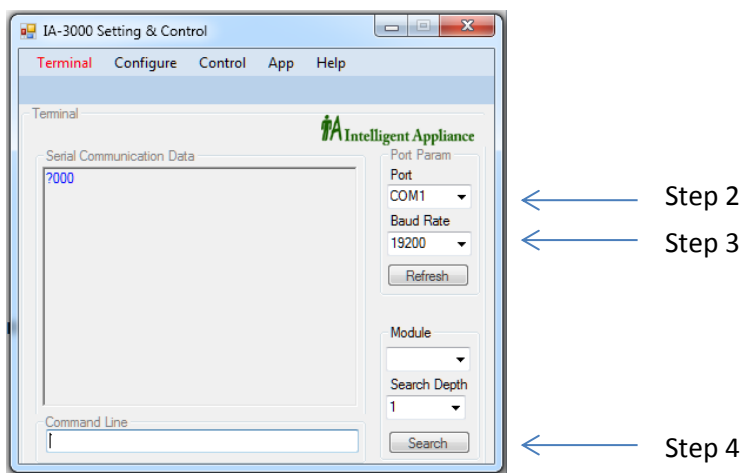 IA-3000 Setting & Control
Terminal Configure Control App Help
Terminal
iA Intelligent Appliance
Serial Communication Data
?000
Port Param
Port
COM1
Baud Rate
19200
Refresh
Module
Search Depth
1
Search
Command Line
Step 2
Step 3
Step 4